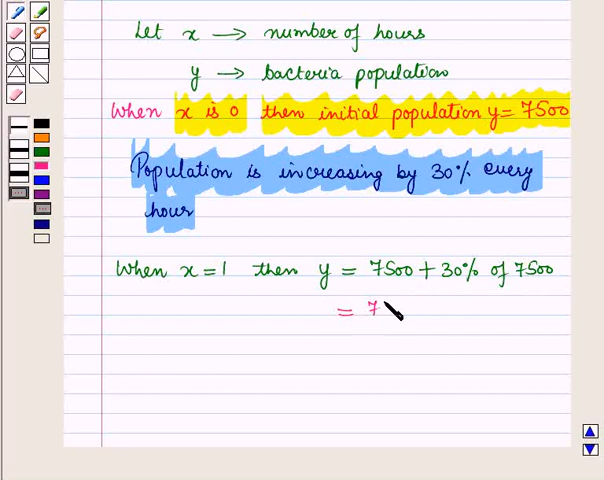 Let x → number of hours
y → bacteria population
When x is 0 then initial population y = 7500
Population is increasing by 30% every
hour
When x = 1 then y = 7500 + 30% of 7500
= 7